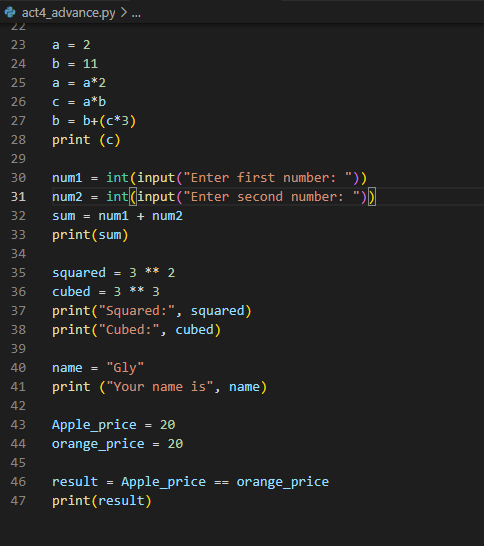 act4_advance.py > ...
22
23 a = 2
24 b = 11
25 a = a*2
26 c = a*b
27 b = b+(c*3)
28 print (c)
29
30 num1 = int(input("Enter first number: "))
31 num2 = int(input("Enter second number: "))
32 sum = num1 + num2
33 print(sum)
34
35 squared = 3 ** 2
36 cubed = 3 ** 3
37 print("Squared:", squared)
38 print("Cubed:", cubed)
39
40 name = "Gly"
41 print ("Your name is", name)
42
43 Apple_price = 20
44 orange_price = 20
45
46 result = Apple_price == orange_price
47 print(result)